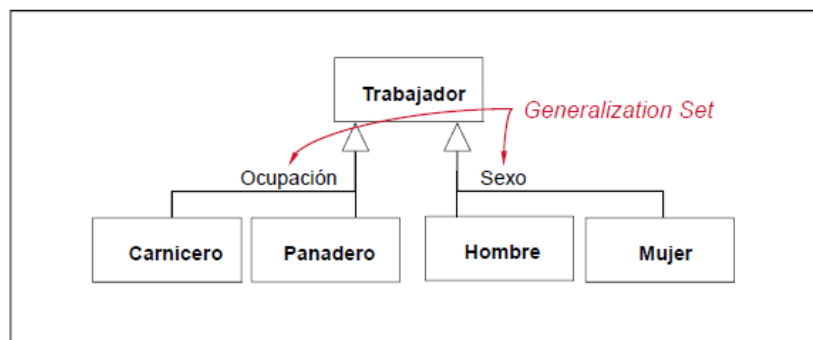 Trabajador
Generalization Set
Ocupación
Sexo
Carnicero
Panadero
Hombre
Mujer